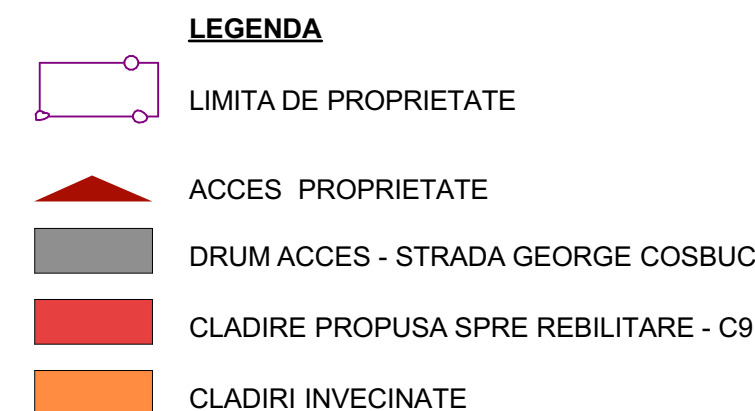 LEGENDA
LIMITA DE PROPRIETATE
ACCES PROPRIETATE
DRUM ACCES - STRADA GEORGE COSBUC
CLADIRE PROPUSA SPRE REBILITARE - C9
CLADIRI INVECINATE